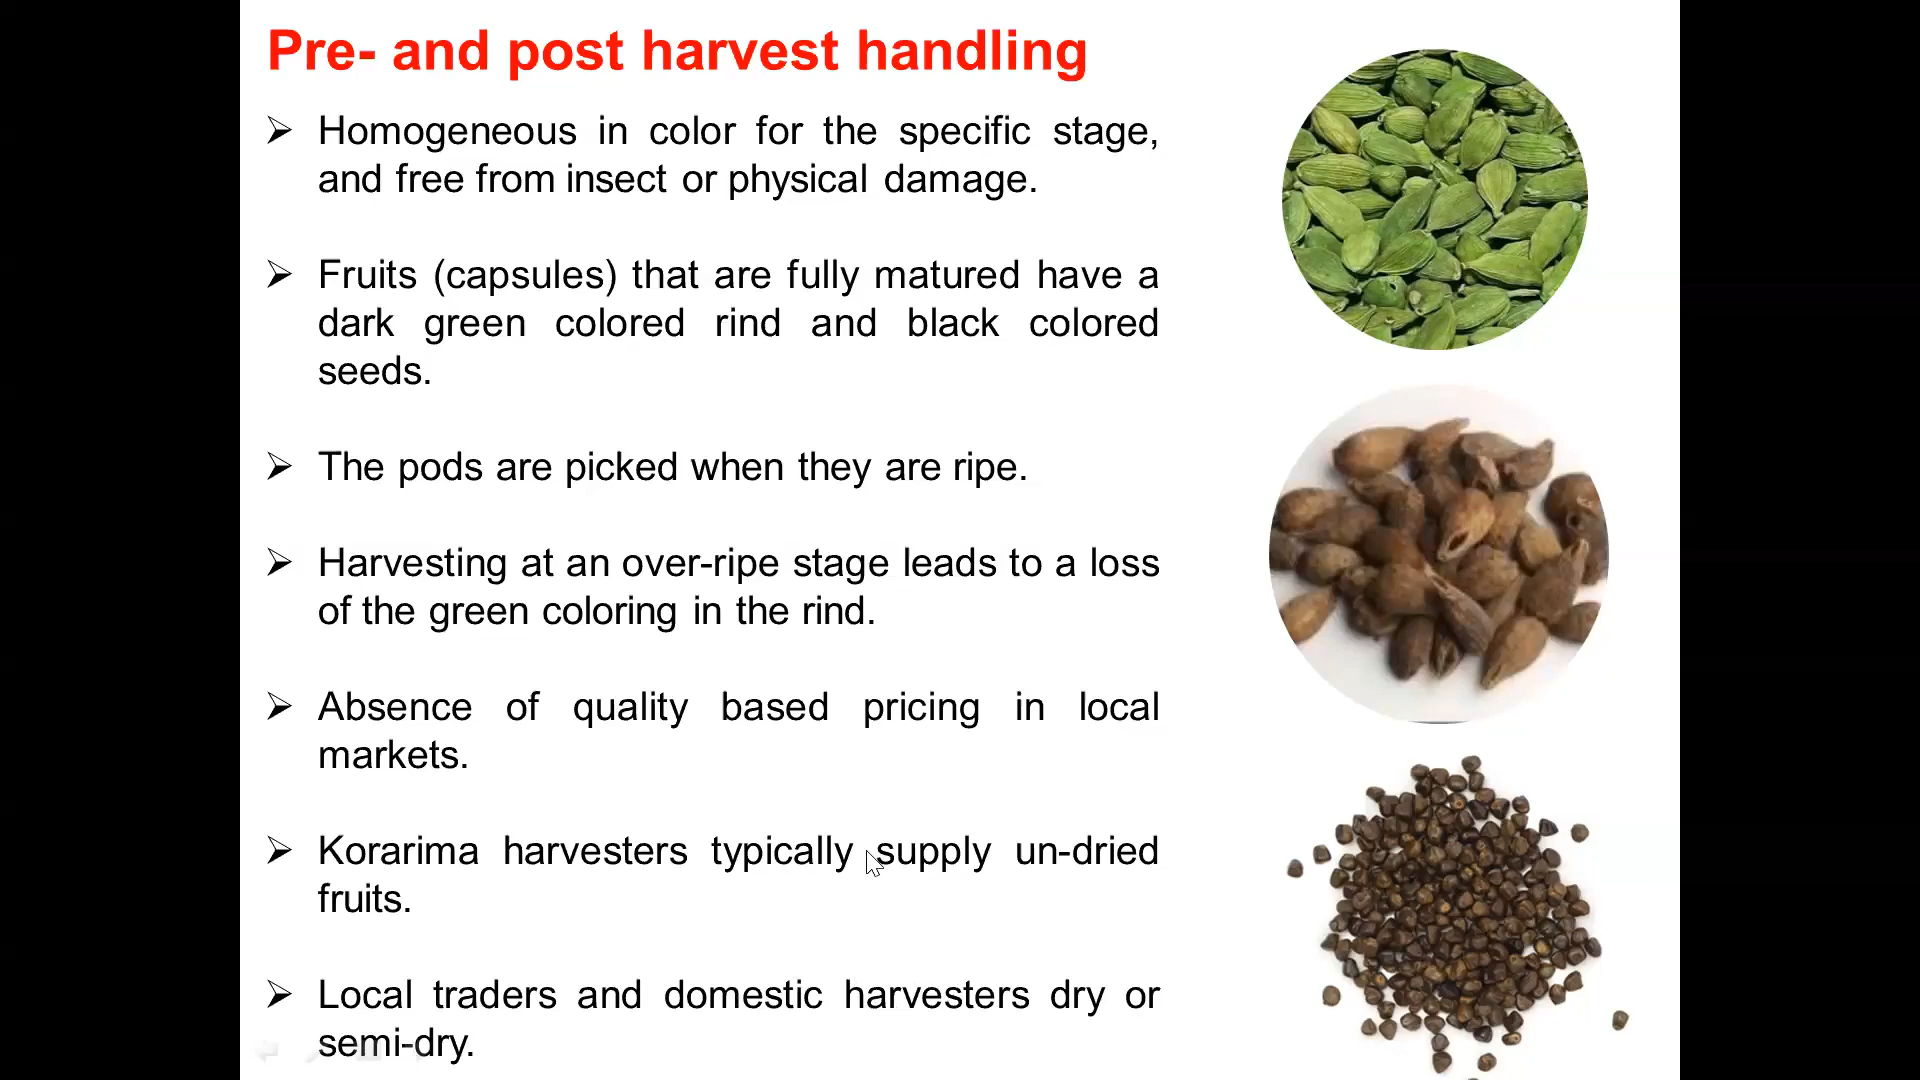 Pre- and post harvest handling
➢ Homogeneous in color for the specific stage,
and free from insect or physical damage.
➢ Fruits (capsules) that are fully matured have a
dark green colored rind and black colored
seeds.
➢ The pods are picked when they are ripe.
➢ Harvesting at an over-ripe stage leads to a loss
of the green coloring in the rind.
➢ Absence of quality based pricing in local
markets.
➢ Korarima harvesters typically supply un-dried
fruits.
➢ Local traders and domestic harvesters dry or
semi-dry.